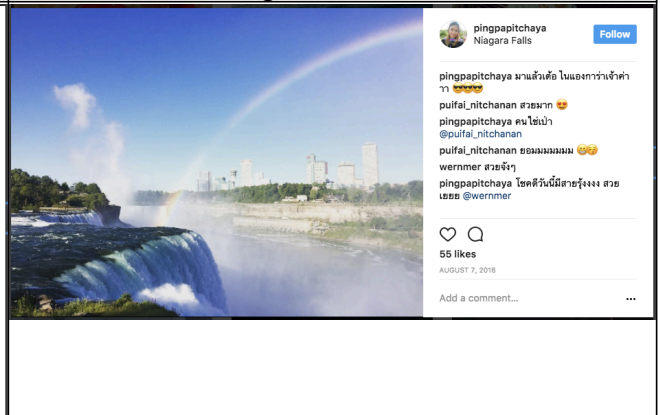 pingpapitchaya
Niagara Falls
Follow
pingpapitchaya มาแล้วเด้อ ไนแองการ่าเจ้าค่า
าา 😎😎😎
puifai_nitchanan สวยมาก 😍
pingpapitchaya คนใช่เป่า
@puifai_nitchanan
puifai_nitchanan ยอมมมมมมม 😁😚
wernmer สวยจังๆ
pingpapitchaya โชคดีวันนี้มีสายรุ้งงงง สวย
เยยย @wernmer
55 likes
AUGUST 7, 2016
Add a comment...